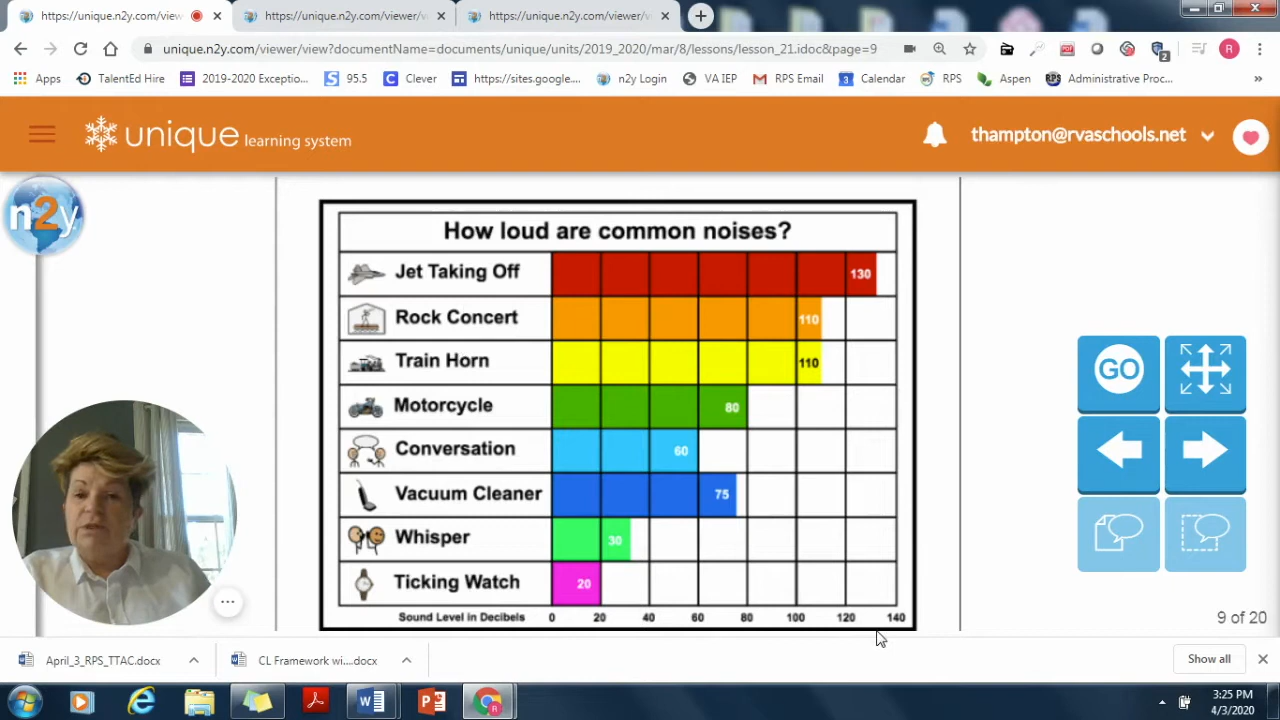 https://unique.n2y.com/viewer/view
https://unique.n2y.com/viewer/v
https://unique.n2y.com/viewer/v
unique.n2y.com/viewer/view?documentName=documents/unique/units/2019_2020/mar/8/lessons/lesson_21.idoc&page=9
2
R
Apps TalentEd Hire 2019-2020 Exceptio... 95.5 Clever https://sites.google.... n2y Login VAIEP RPS Email Calendar RPS Aspen Administrative Proc... »
unique learning system
thampton@rvaschools.net
n2y
How loud are common noises?
Jet Taking Off 130
Rock Concert 110
Train Horn 110
Motorcycle 80
Conversation 60
Vacuum Cleaner 75
Whisper 30
Ticking Watch 20
Sound Level in Decibels 0 20 40 60 80 100 120 140
GO
9 of 20
April_3_RPS_TTAC.docx
CL Framework wi....docx
Show all
3:25 PM
4/3/2020